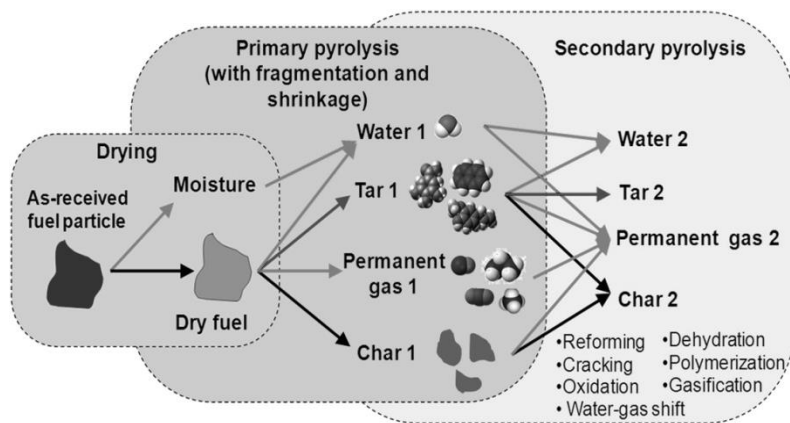 Primary pyrolysis
(with fragmentation and
shrinkage)
Secondary pyrolysis
Drying
As-received
fuel particle
Moisture
Dry fuel
Water 1
Tar 1
Permanent
gas 1
Char 1
Water 2
Tar 2
Permanent gas 2
Char 2
•Reforming •Dehydration
•Cracking •Polymerization
•Oxidation •Gasification
•Water-gas shift